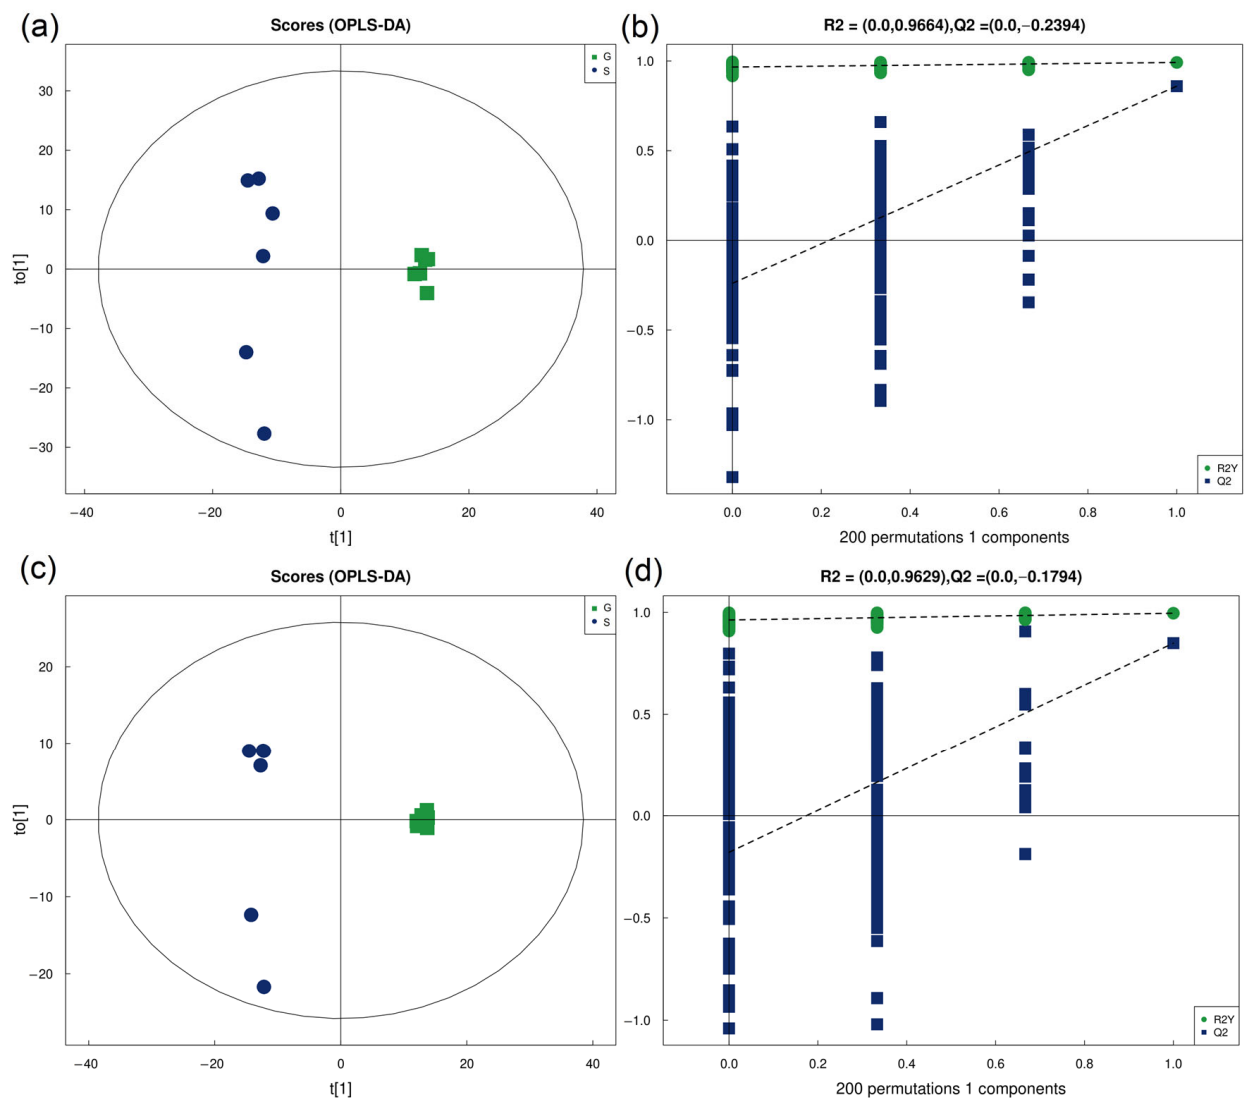 (a)
Scores (OPLS-DA)
G
S
30
20
10
0
−10
−20
−30
to[1]
−40
−20
0
20
40
t[1]
(b)
R2 = (0.0,0.9664),Q2 =(0.0,−0.2394)
1.0
0.5
0.0
−0.5
−1.0
R2Y
Q2
0.0
0.2
0.4
0.6
0.8
1.0
200 permutations 1 components
(c)
Scores (OPLS-DA)
G
S
20
10
0
−10
−20
to[1]
−40
−20
0
20
40
t[1]
(d)
R2 = (0.0,0.9629),Q2 =(0.0,−0.1794)
1.0
0.5
0.0
−0.5
−1.0
R2Y
Q2
0.0
0.2
0.4
0.6
0.8
1.0
200 permutations 1 components